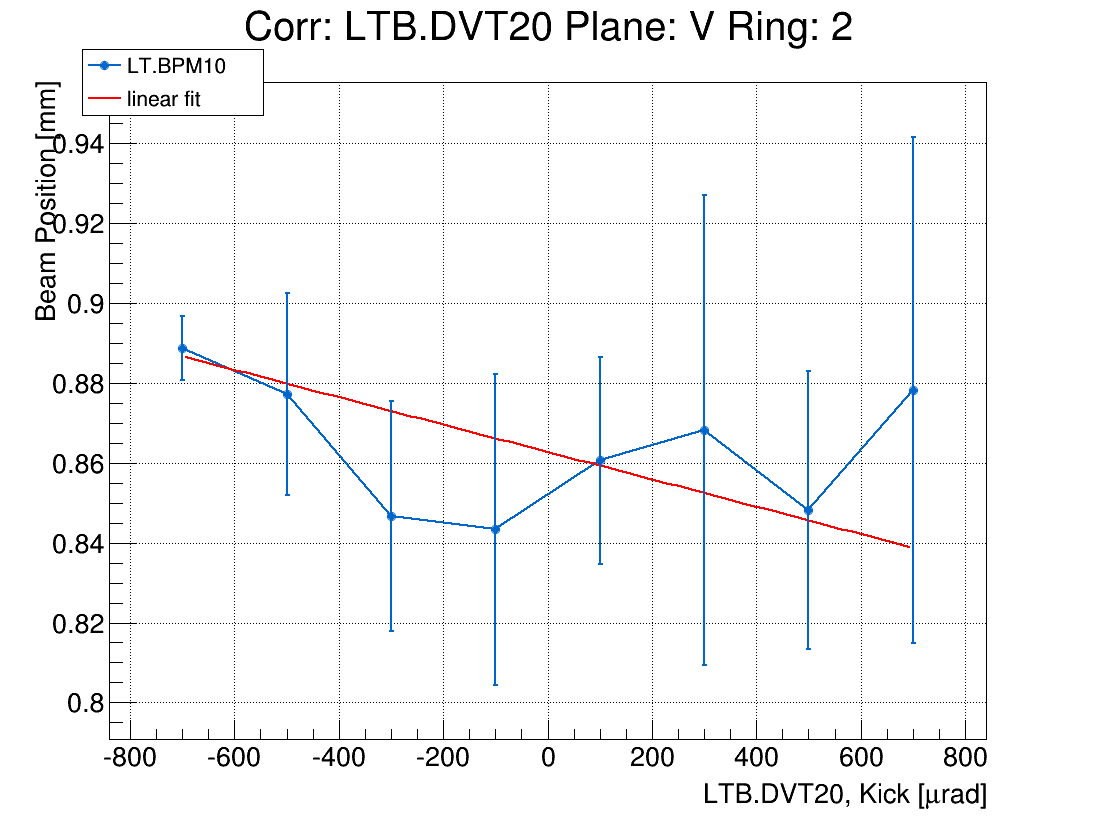 Corr: LTB.DVT20 Plane: V Ring: 2
LT.BPM10
linear fit
Beam Position [mm]
0.94
0.92
0.9
0.88
0.86
0.84
0.82
0.8
-800 -600 -400 -200 0 200 400 600 800
LTB.DVT20, Kick [μrad]